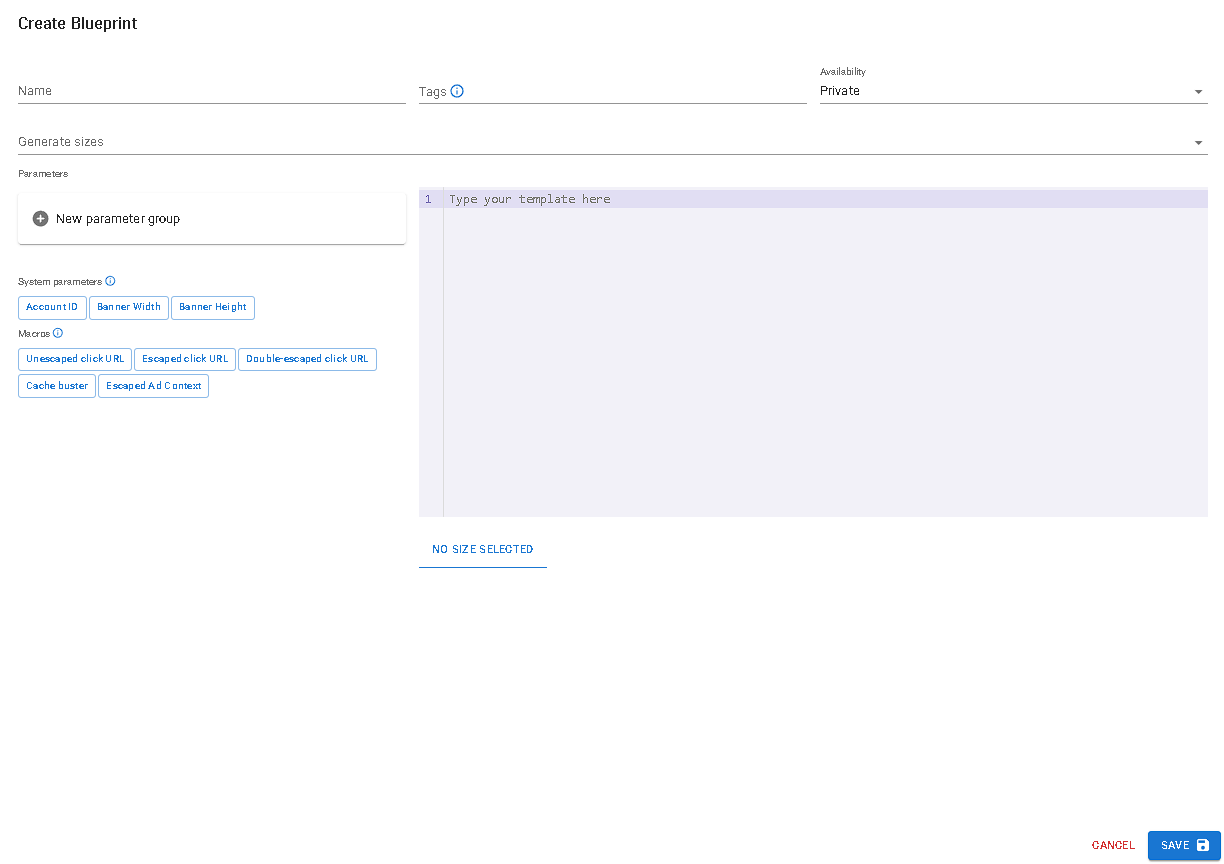 Create Blueprint
Availability
Name
Tags
Private
Generate sizes
Parameters
New parameter group
1 Type your template here
System parameters
Account ID Banner Width Banner Height
Macros
Unescaped click URL Escaped click URL Double-escaped click URL
Cache buster Escaped Ad Context
NO SIZE SELECTED
CANCEL SAVE